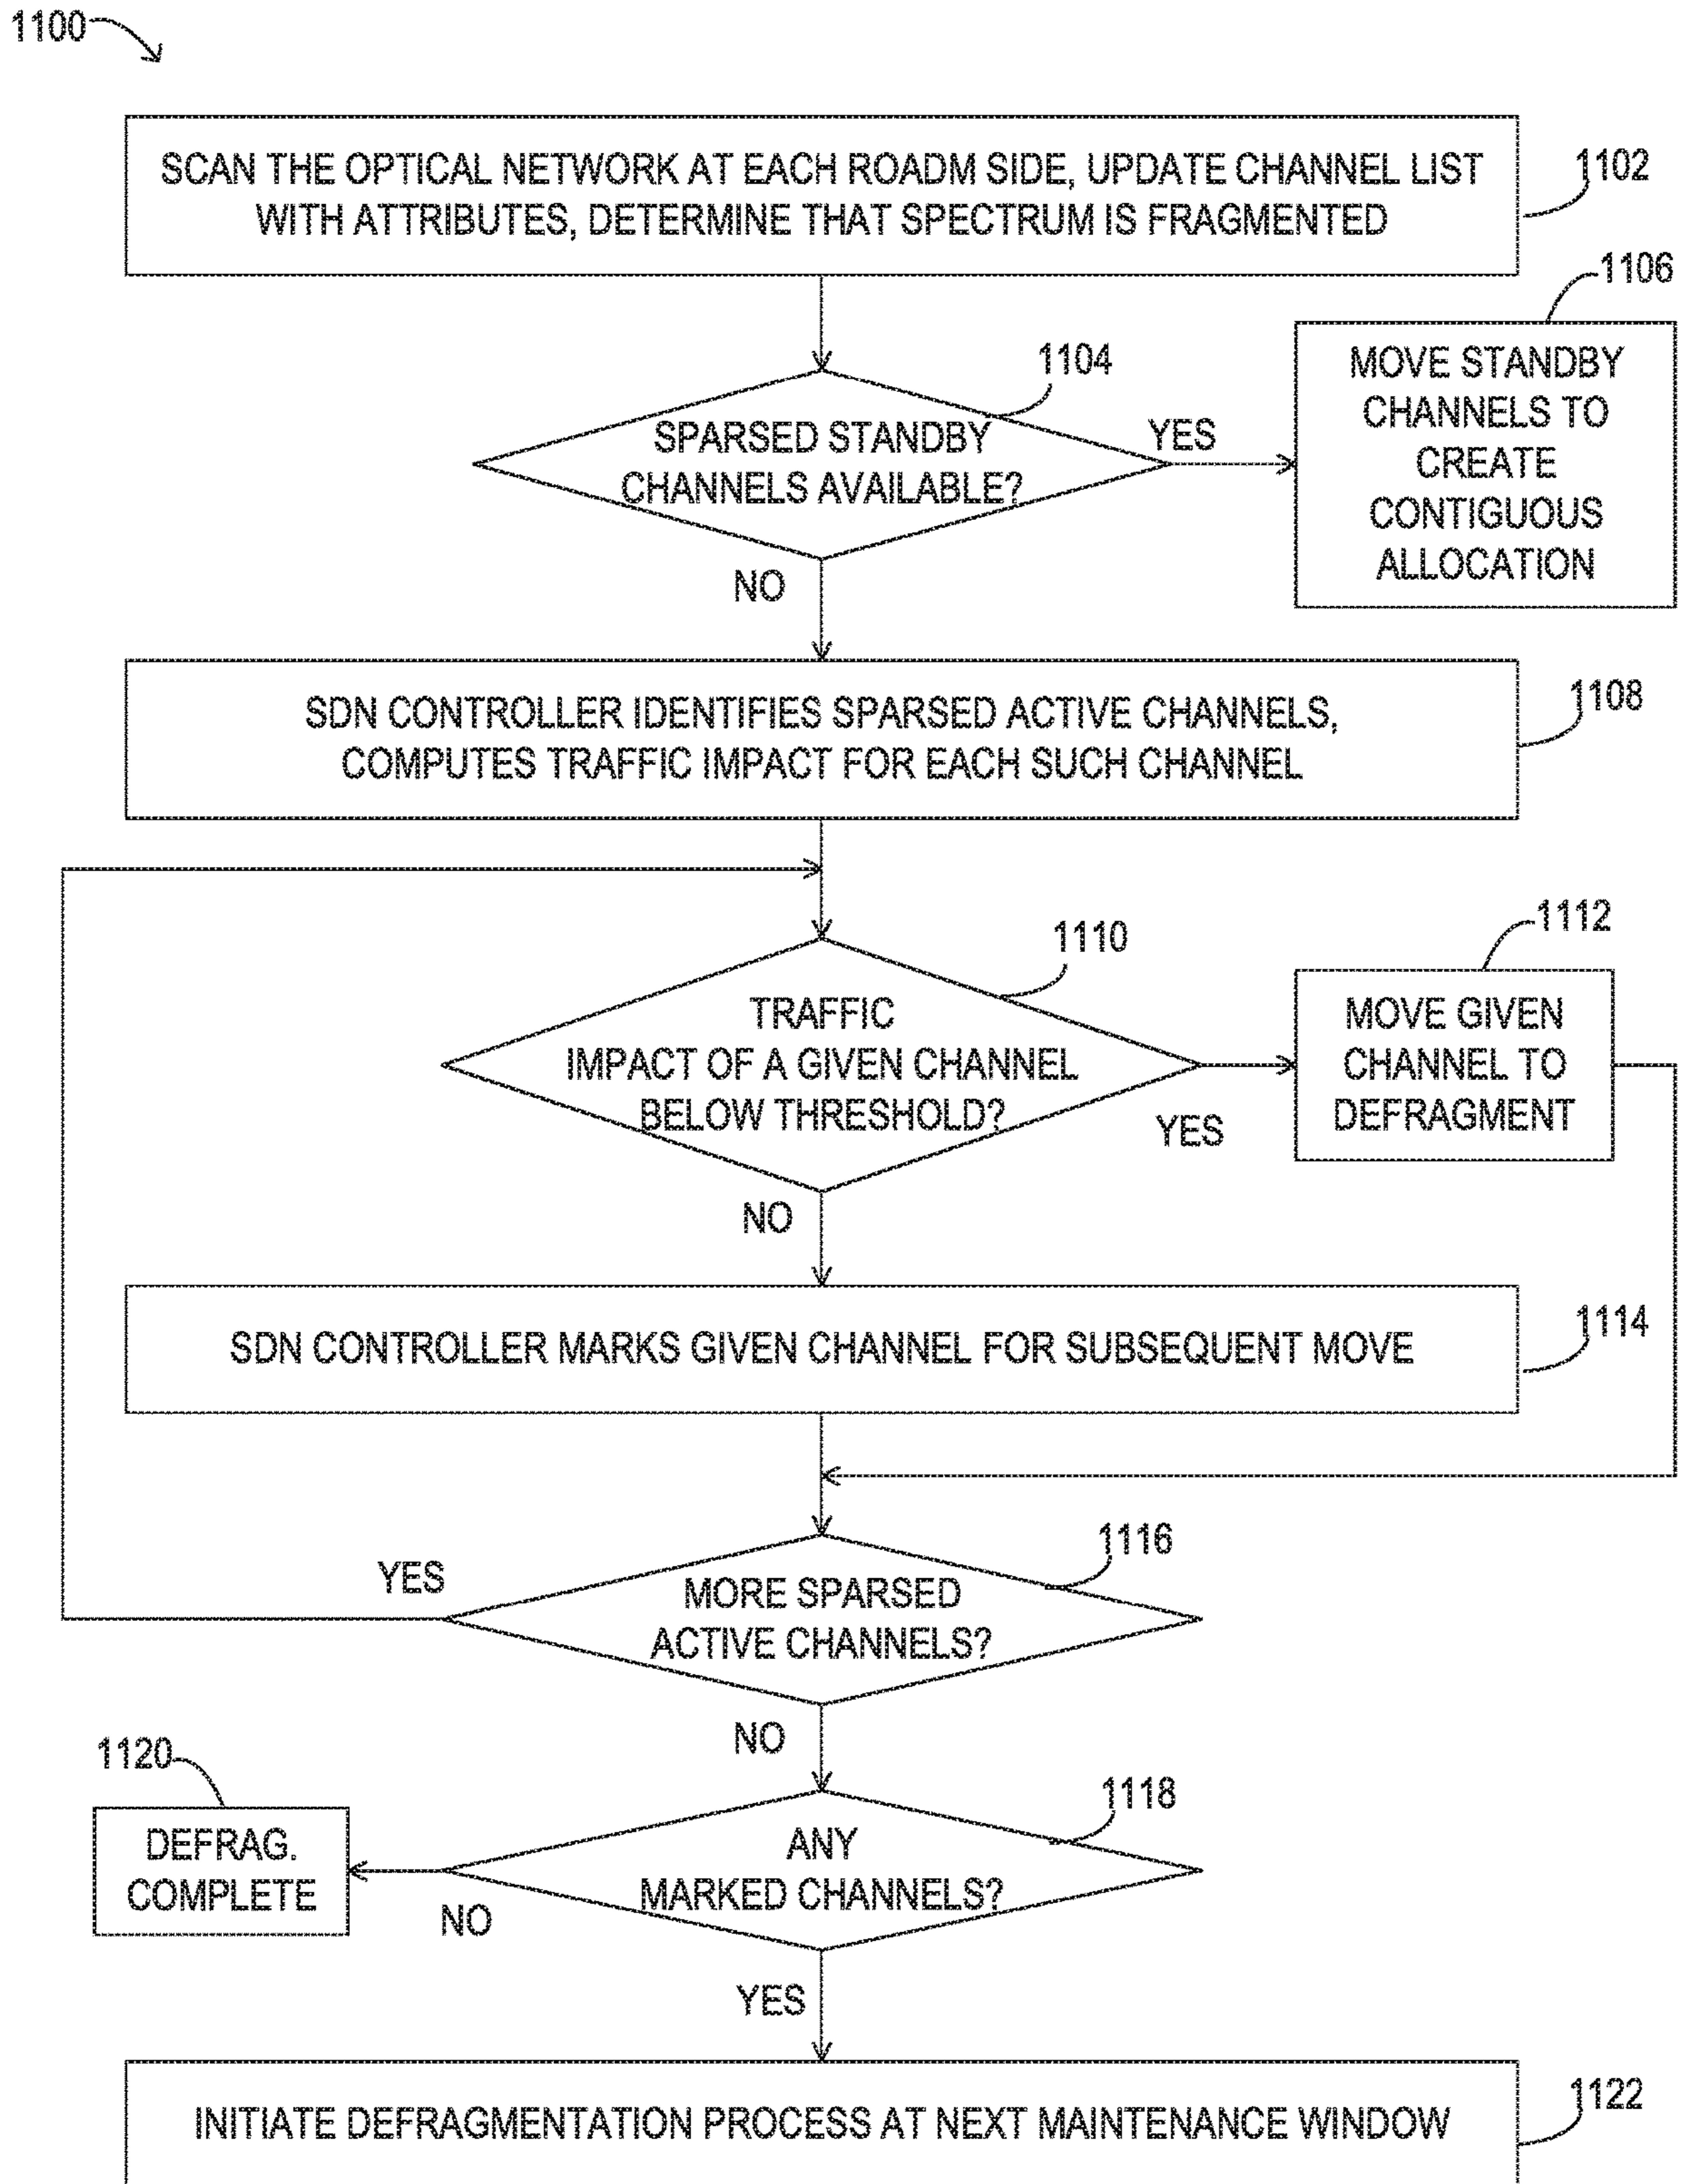 1100
SCAN THE OPTICAL NETWORK AT EACH ROADM SIDE, UPDATE CHANNEL LIST
WITH ATTRIBUTES, DETERMINE THAT SPECTRUM IS FRAGMENTED
1102
1104
SPARSED STANDBY
CHANNELS AVAILABLE?
YES
NO
1106
MOVE STANDBY
CHANNELS TO
CREATE
CONTIGUOUS
ALLOCATION
SDN CONTROLLER IDENTIFIES SPARSED ACTIVE CHANNELS,
COMPUTES TRAFFIC IMPACT FOR EACH SUCH CHANNEL
1108
1110
TRAFFIC
IMPACT OF A GIVEN CHANNEL
BELOW THRESHOLD?
YES
NO
1112
MOVE GIVEN
CHANNEL TO
DEFRAGMENT
SDN CONTROLLER MARKS GIVEN CHANNEL FOR SUBSEQUENT MOVE
1114
1116
YES
MORE SPARSED
ACTIVE CHANNELS?
NO
1118
ANY
MARKED CHANNELS?
NO
1120
DEFRAG.
COMPLETE
YES
INITIATE DEFRAGMENTATION PROCESS AT NEXT MAINTENANCE WINDOW
1122